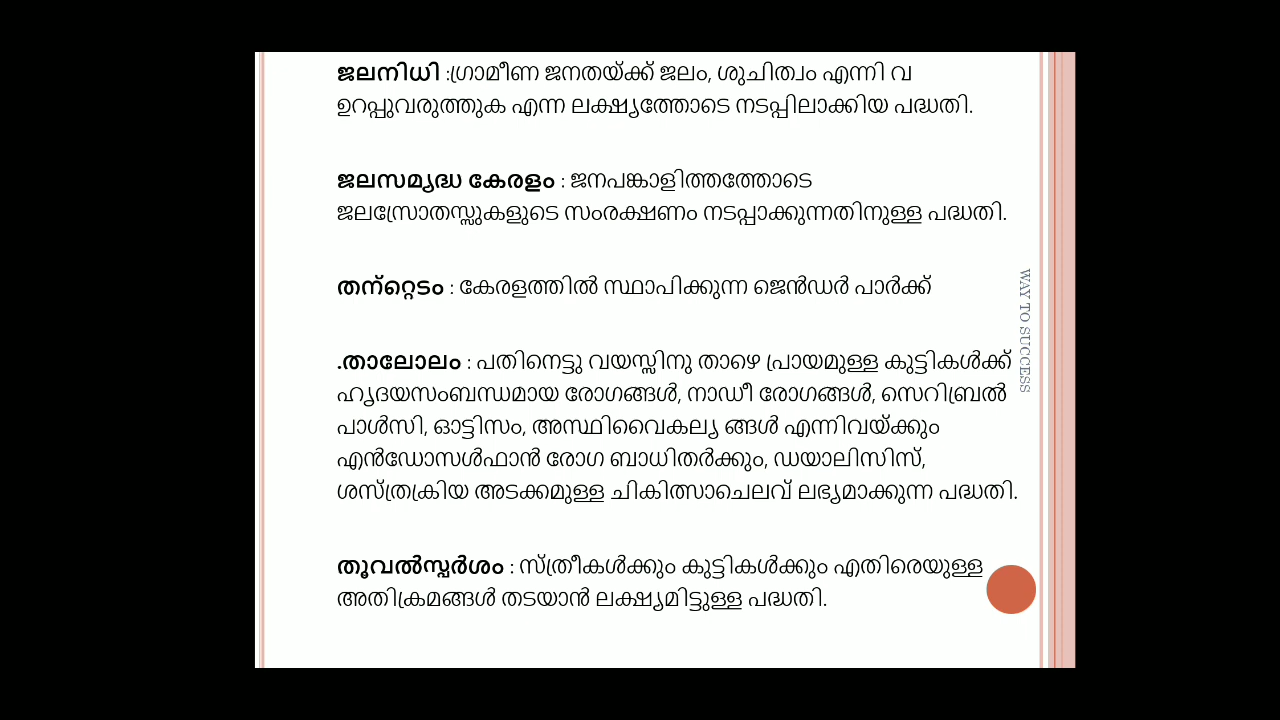 ജലനിധി :ഗ്രാമീണ ജനതയ്ക്ക് ജലം, ശുചിത്വം എന്നി വ
ഉറപ്പുവരുത്തുക എന്ന ലക്ഷ്യത്തോടെ നടപ്പിലാക്കിയ പദ്ധതി.
ജലസമൃദ്ധ കേരളം : ജനപങ്കാളിത്തത്തോടെ
ജലസ്രോതസ്സുകളുടെ സംരക്ഷണം നടപ്പാക്കുന്നതിനുള്ള പദ്ധതി.
തന്റെടം : കേരളത്തിൽ സ്ഥാപിക്കുന്ന ജെൻഡർ പാർക്ക്
.താലോലം : പതിനെട്ടു വയസ്സിനു താഴെ പ്രായമുള്ള കുട്ടികൾക്ക്
ഹൃദയസംബന്ധമായ രോഗങ്ങൾ, നാഡീ രോഗങ്ങൾ, സെറിബ്രൽ
പാൾസി, ഓട്ടിസം, അസ്ഥിവൈകല്യ ങ്ങൾ എന്നിവയ്ക്കും
എൻഡോസൾഫാൻ രോഗ ബാധിതർക്കും, ഡയാലിസിസ്,
ശസ്ത്രക്രിയ അടക്കമുള്ള ചികിത്സാചെലവ് ലഭ്യമാക്കുന്ന പദ്ധതി.
തൂവൽസ്പർശം : സ്ത്രീകൾക്കും കുട്ടികൾക്കും എതിരെയുള്ള
അതിക്രമങ്ങൾ തടയാൻ ലക്ഷ്യമിട്ടുള്ള പദ്ധതി.
WAY TO SUCCESS